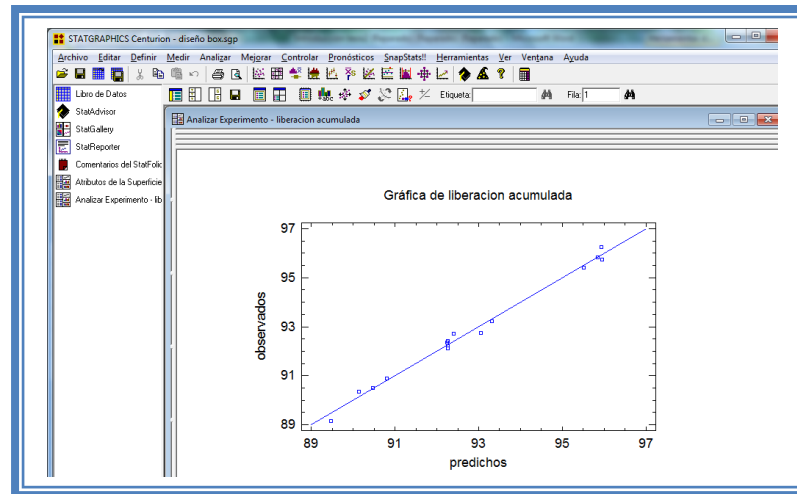 STATGRAPHICS Centurion - diseño box.sgp
Archivo Editar Definir Medir Analizar Mejorar Controlar Pronósticos SnapStats!! Herramientas Ver Ventana Ayuda
Etiqueta: Fila: 1
Libro de Datos
StatAdvisor
StatGallery
StatReporter
Comentarios del StatFolio
Atributos de la Superficie
Analizar Experimento - lib
Analizar Experimento - liberacion acumulada
Gráfica de liberacion acumulada
97
95
93
91
89
observados
89 91 93 95 97
predichos